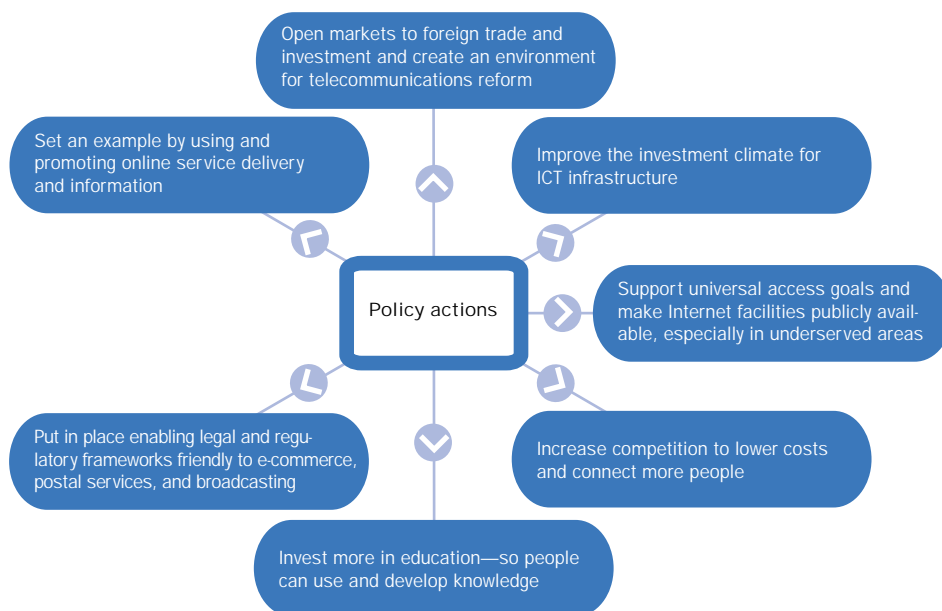 Open markets to foreign trade and
investment and create an environment
for telecommunications reform
Set an example by using and
promoting online service delivery
and information
Improve the investment climate for
ICT infrastructure
Policy actions
Support universal access goals and
make Internet facilities publicly avail-
able, especially in underserved areas
Put in place enabling legal and regu-
latory frameworks friendly to e-commerce,
postal services, and broadcasting
Increase competition to lower costs
and connect more people
Invest more in education—so people
can use and develop knowledge